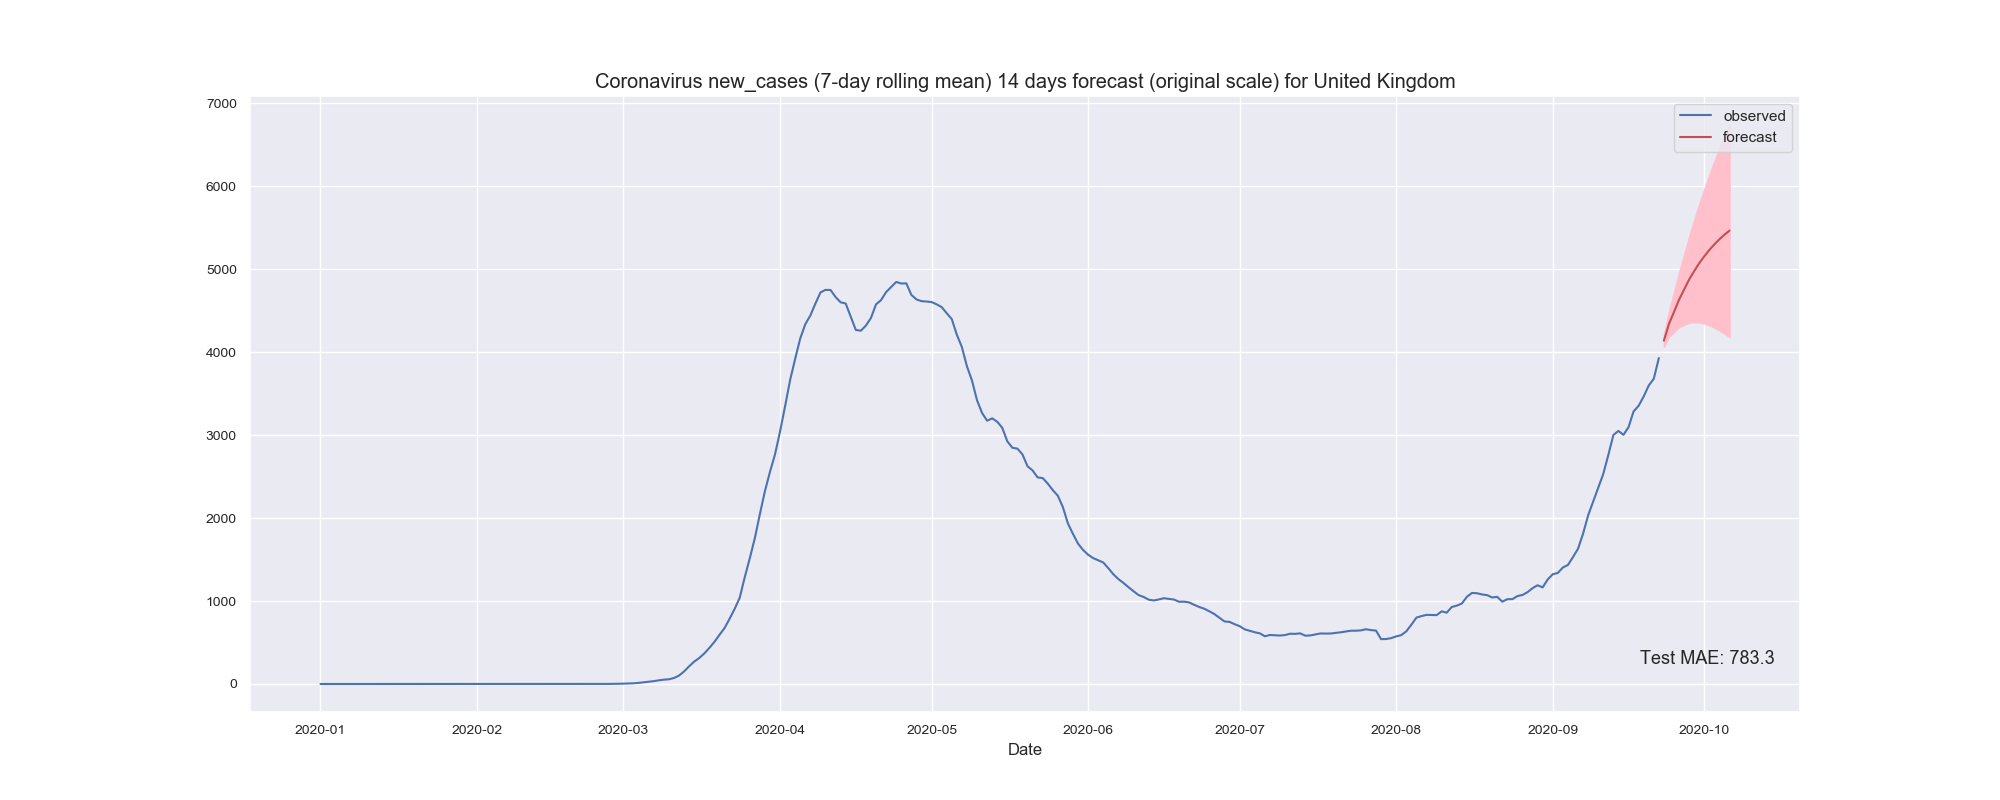 Coronavirus new_cases (7-day rolling mean) 14 days forecast (original scale) for United Kingdom
7000
6000
5000
4000
3000
2000
1000
0
observed
forecast
Test MAE: 783.3
2020-01 2020-02 2020-03 2020-04 2020-05 2020-06 2020-07 2020-08 2020-09 2020-10
Date